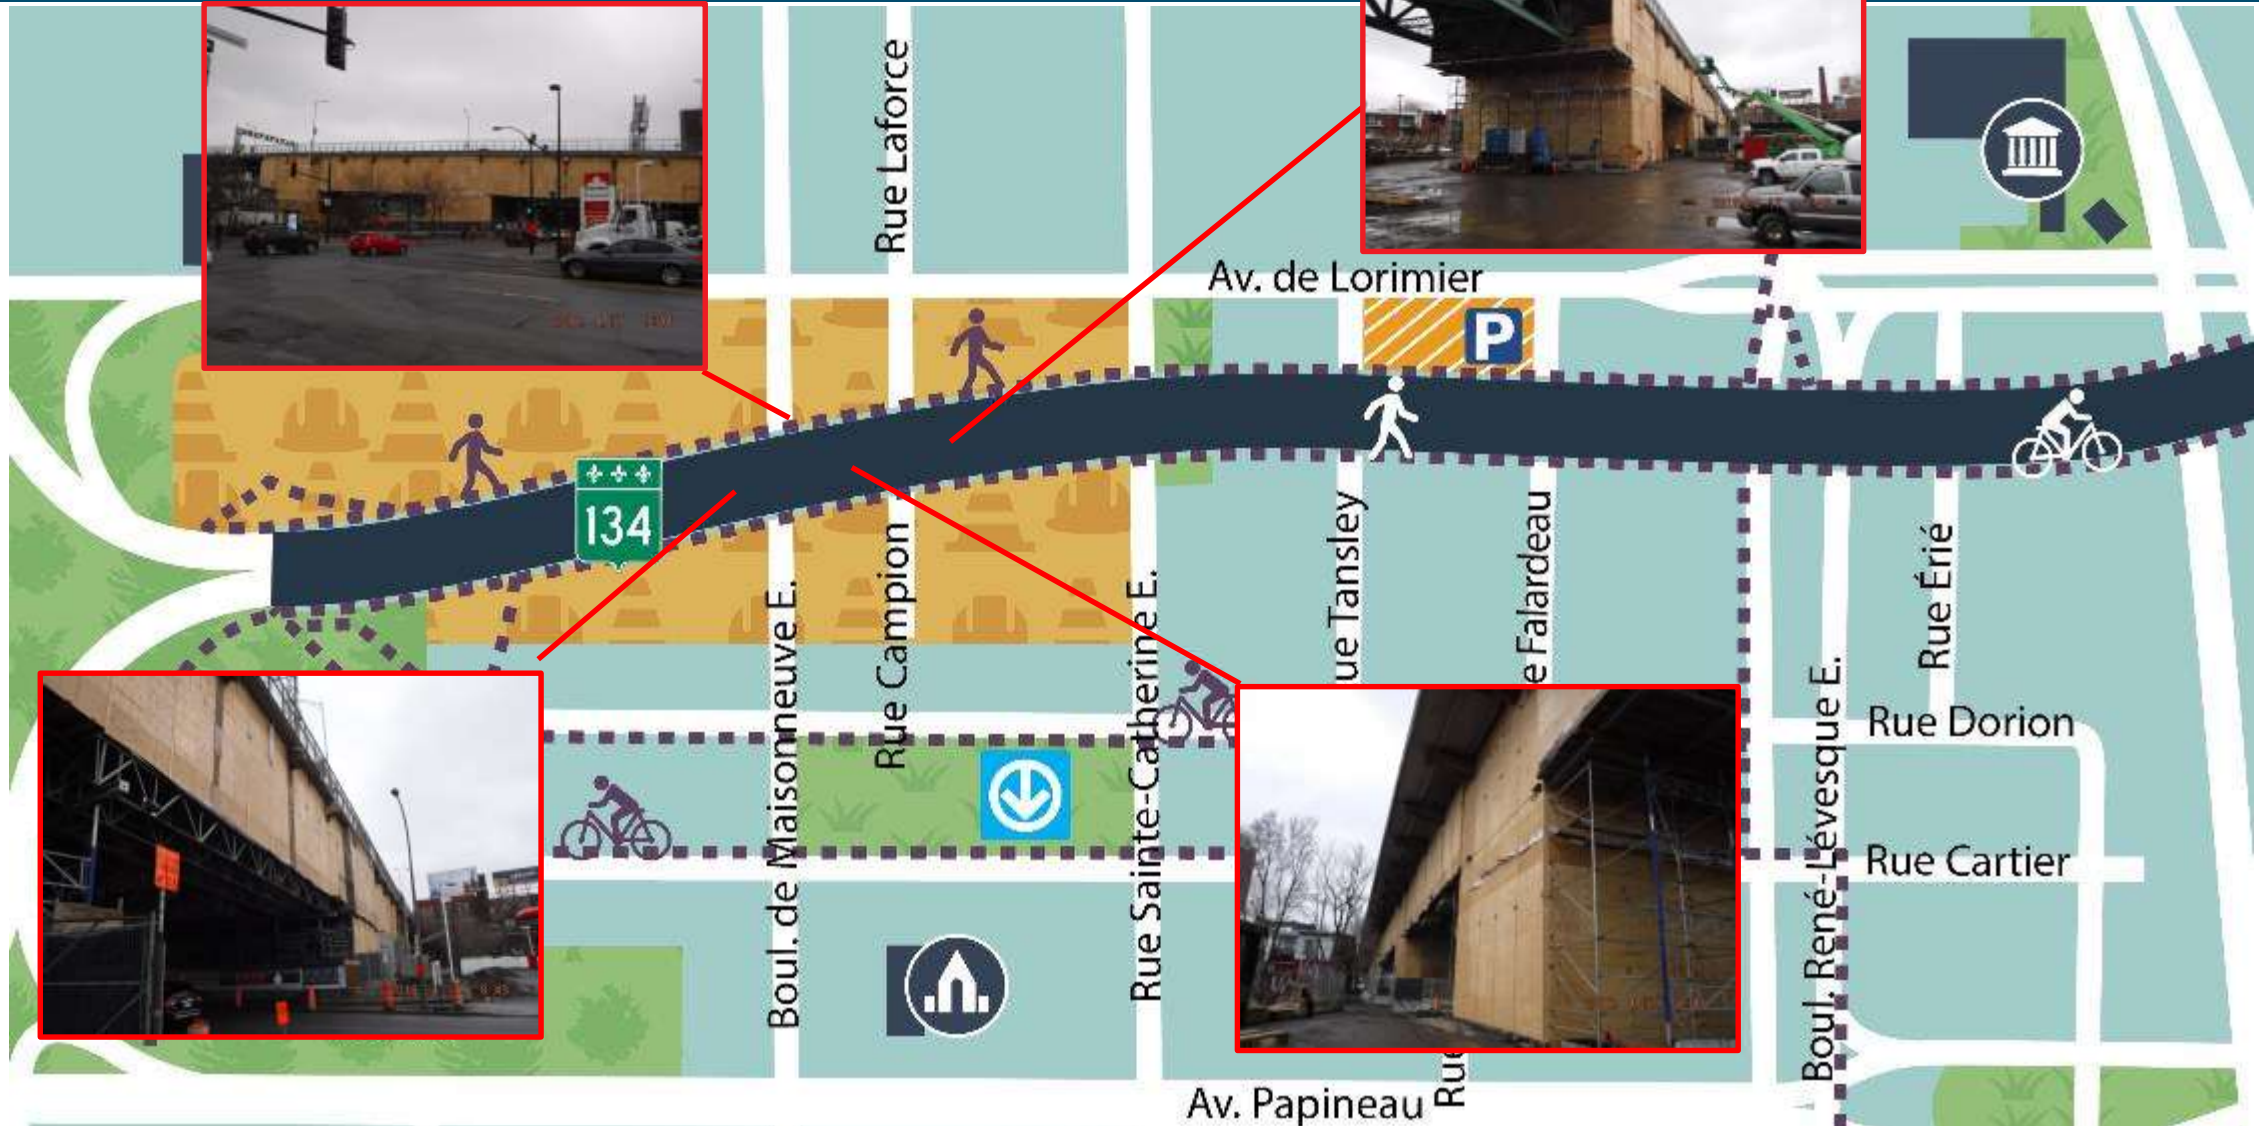 Rue Laforce
Av. de Lorimier
P
134
Rue Campion
Boul. de Maisonneuve E.
Rue Sainte-Catherine E.
ue Tansley
e Falardeau
Rue Érié
Boul. René-Lévesque E.
Rue Dorion
Rue Cartier
Rue
Av. Papineau